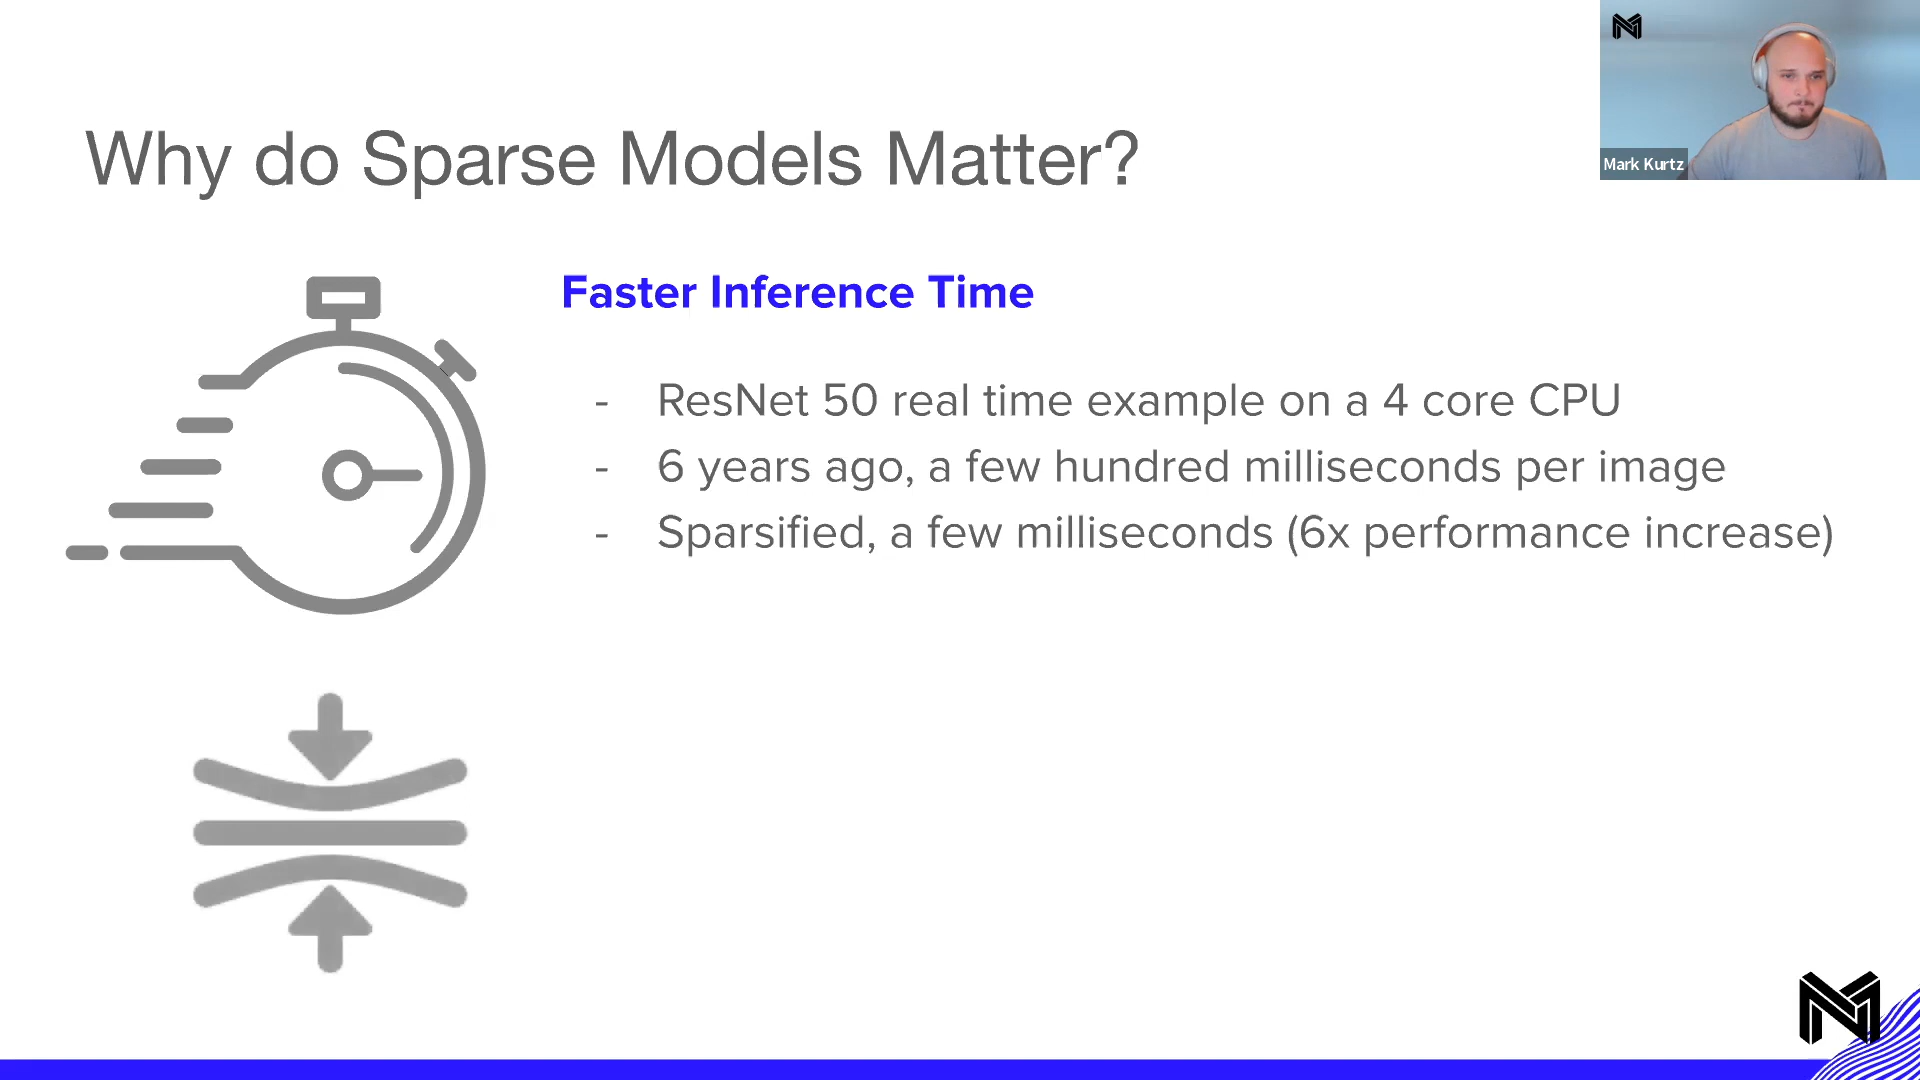 Why do Sparse Models Matter?
Mark Kurtz
Faster Inference Time
- ResNet 50 real time example on a 4 core CPU
- 6 years ago, a few hundred milliseconds per image
- Sparsified, a few milliseconds (6x performance increase)